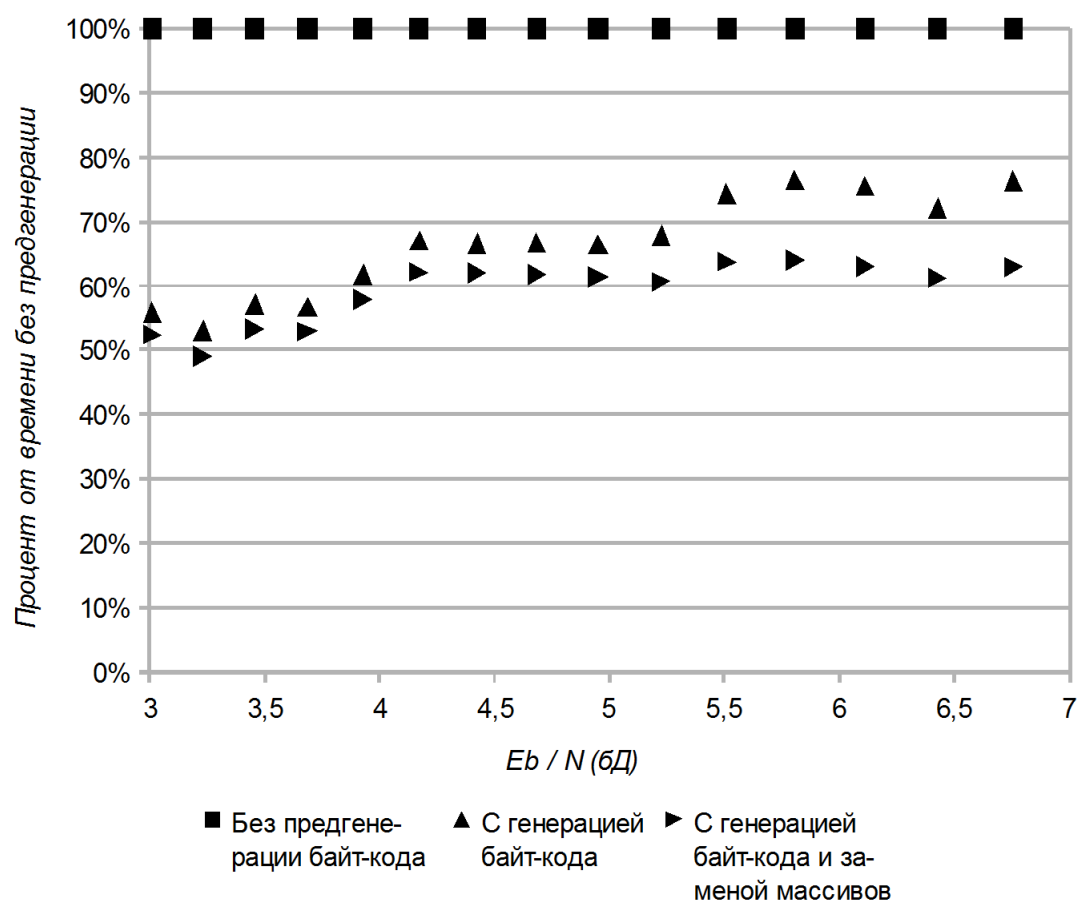 100%
90%
80%
70%
60%
50%
40%
30%
20%
10%
0%
Процент от времени без предгенерации
3 3,5 4 4,5 5 5,5 6 6,5 7
Eb / N (бД)
Без предгене-
рации байт-кода
С генерацией
байт-кода
С генерацией
байт-кода и за-
меной массивов